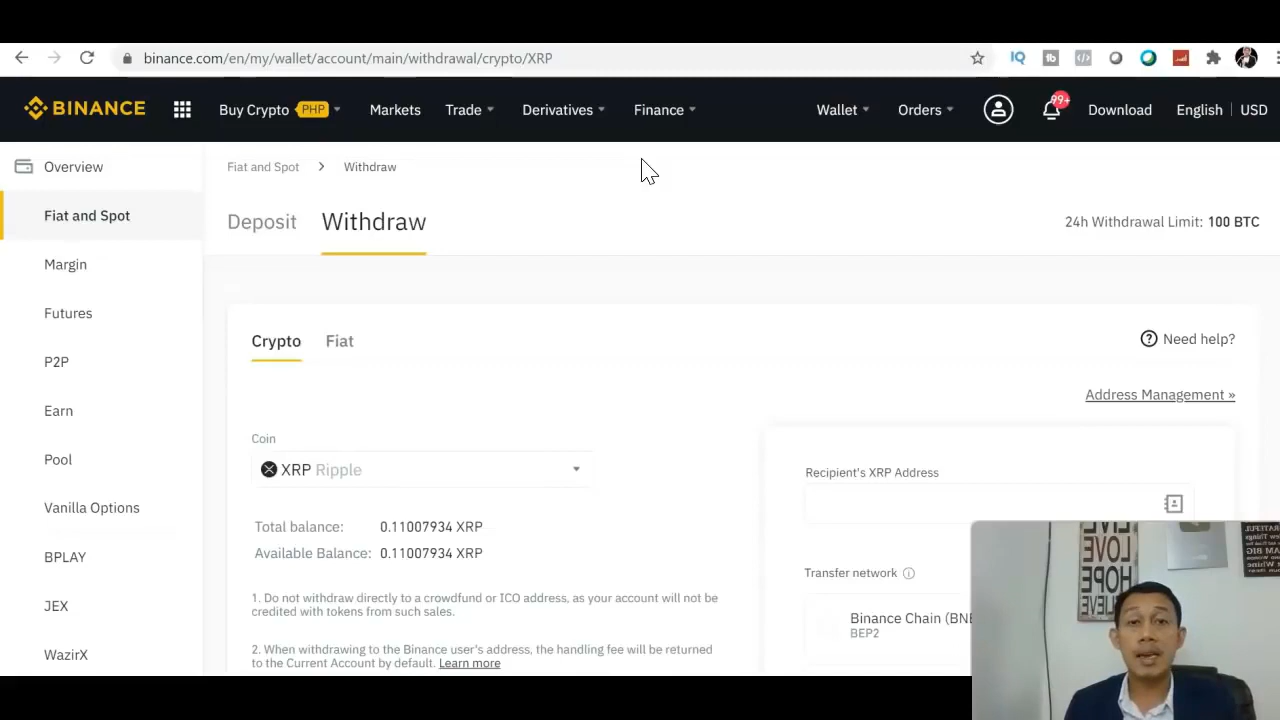 binance.com/en/my/wallet/account/main/withdrawal/crypto/XRP
BINANCE Buy Crypto PHP Markets Trade Derivatives Finance Wallet Orders 99+ Download English USD
Overview
Fiat and Spot
Margin
Futures
P2P
Earn
Pool
Vanilla Options
BPLAY
JEX
WazirX
Fiat and Spot > Withdraw
Deposit Withdraw
24h Withdrawal Limit: 100 BTC
Crypto Fiat
Need help?
Address Management »
Coin
XRP Ripple
Total balance: 0.11007934 XRP
Available Balance: 0.11007934 XRP
1. Do not withdraw directly to a crowdfund or ICO address, as your account will not be
credited with tokens from such sales.
2. When withdrawing to the Binance user's address, the handling fee will be returned
to the Current Account by default. Learn more
Recipient's XRP Address
Transfer network
Binance Chain (BNB
BEP2
LOVE
HOPE